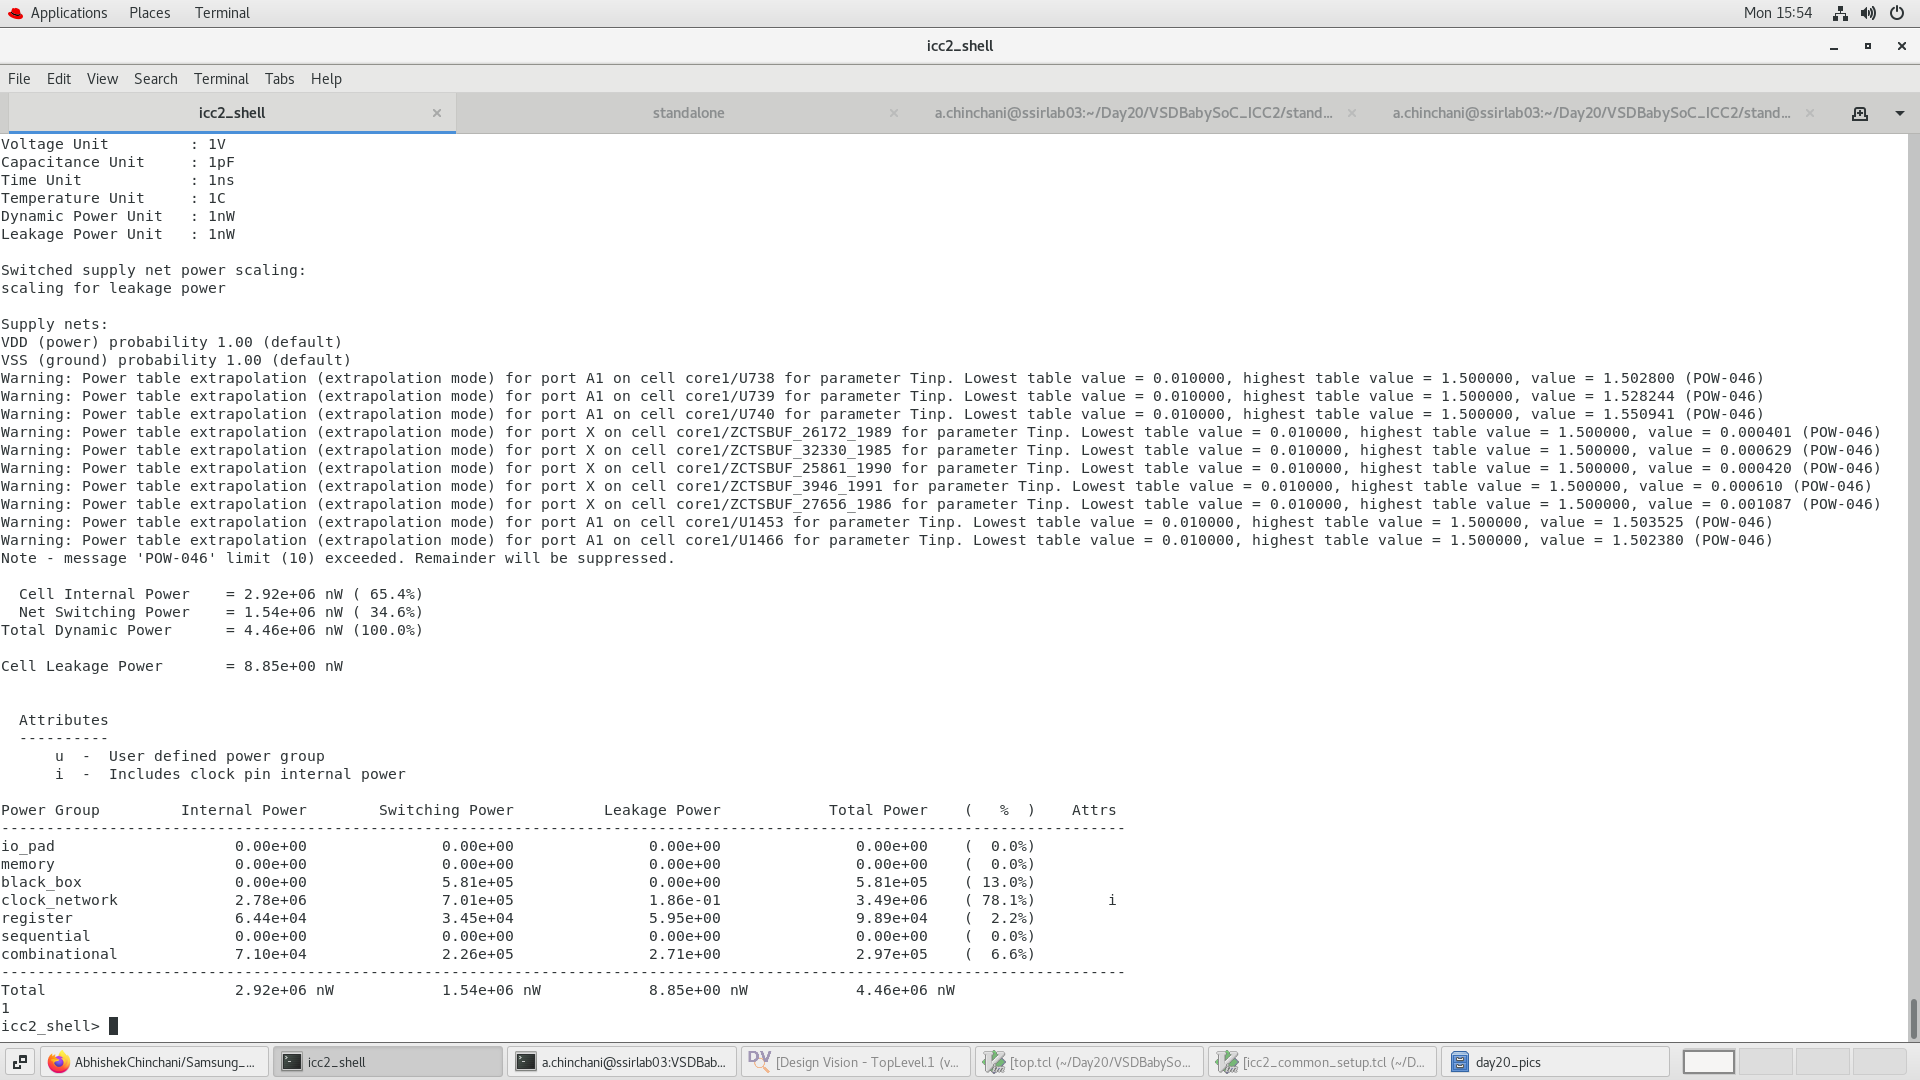 Applications Places Terminal Mon 15:54
icc2_shell
File Edit View Search Terminal Tabs Help
icc2_shell × standalone × a.chinchani@ssirlab03:~/Day20/VSDBabySoC_ICC2/stand... × a.chinchani@ssirlab03:~/Day20/VSDBabySoC_ICC2/stand... ×
Voltage Unit         : 1V
Capacitance Unit     : 1pF
Time Unit            : 1ns
Temperature Unit     : 1C
Dynamic Power Unit   : 1nW
Leakage Power Unit   : 1nW
Switched supply net power scaling:
scaling for leakage power
Supply nets:
VDD (power) probability 1.00 (default)
VSS (ground) probability 1.00 (default)
Warning: Power table extrapolation (extrapolation mode) for port A1 on cell core1/U738 for parameter Tinp. Lowest table value = 0.010000, highest table value = 1.500000, value = 1.502800 (POW-046)
Warning: Power table extrapolation (extrapolation mode) for port A1 on cell core1/U739 for parameter Tinp. Lowest table value = 0.010000, highest table value = 1.500000, value = 1.528244 (POW-046)
Warning: Power table extrapolation (extrapolation mode) for port A1 on cell core1/U740 for parameter Tinp. Lowest table value = 0.010000, highest table value = 1.500000, value = 1.550941 (POW-046)
Warning: Power table extrapolation (extrapolation mode) for port X on cell core1/ZCTSBUF_26172_1989 for parameter Tinp. Lowest table value = 0.010000, highest table value = 1.500000, value = 0.000401 (POW-046)
Warning: Power table extrapolation (extrapolation mode) for port X on cell core1/ZCTSBUF_32330_1985 for parameter Tinp. Lowest table value = 0.010000, highest table value = 1.500000, value = 0.000629 (POW-046)
Warning: Power table extrapolation (extrapolation mode) for port X on cell core1/ZCTSBUF_25861_1990 for parameter Tinp. Lowest table value = 0.010000, highest table value = 1.500000, value = 0.000420 (POW-046)
Warning: Power table extrapolation (extrapolation mode) for port X on cell core1/ZCTSBUF_3946_1991 for parameter Tinp. Lowest table value = 0.010000, highest table value = 1.500000, value = 0.000610 (POW-046)
Warning: Power table extrapolation (extrapolation mode) for port X on cell core1/ZCTSBUF_27656_1986 for parameter Tinp. Lowest table value = 0.010000, highest table value = 1.500000, value = 0.001087 (POW-046)
Warning: Power table extrapolation (extrapolation mode) for port A1 on cell core1/U1453 for parameter Tinp. Lowest table value = 0.010000, highest table value = 1.500000, value = 1.503525 (POW-046)
Warning: Power table extrapolation (extrapolation mode) for port A1 on cell core1/U1466 for parameter Tinp. Lowest table value = 0.010000, highest table value = 1.500000, value = 1.502380 (POW-046)
Note - message 'POW-046' limit (10) exceeded. Remainder will be suppressed.
Cell Internal Power    = 2.92e+06 nW ( 65.4%)
Net Switching Power    = 1.54e+06 nW ( 34.6%)
Total Dynamic Power      = 4.46e+06 nW (100.0%)
Cell Leakage Power       = 8.85e+00 nW
Attributes
----------
u  -  User defined power group
i  -  Includes clock pin internal power
Power Group         Internal Power        Switching Power          Leakage Power            Total Power    (   %  )    Attrs
-----------------------------------------------------------------------------------------------------------------------------
io_pad                    0.00e+00               0.00e+00               0.00e+00               0.00e+00    (  0.0%)
memory                    0.00e+00               0.00e+00               0.00e+00               0.00e+00    (  0.0%)
black_box                 0.00e+00               5.81e+05               0.00e+00               5.81e+05    ( 13.0%)
clock_network             2.78e+06               7.01e+05               1.86e-01               3.49e+06    ( 78.1%)        i
register                  6.44e+04               3.45e+04               5.95e+00               9.89e+04    (  2.2%)
sequential                0.00e+00               0.00e+00               0.00e+00               0.00e+00    (  0.0%)
combinational             7.10e+04               2.26e+05               2.71e+00               2.97e+05    (  6.6%)
-----------------------------------------------------------------------------------------------------------------------------
Total                     2.92e+06 nW            1.54e+06 nW            8.85e+00 nW            4.46e+06 nW
1
icc2_shell>
AbhishekChinchani/Samsung_... icc2_shell a.chinchani@ssirlab03:VSDBab... DV [Design Vision - TopLevel.1 (v... [top.tcl (~/Day20/VSDBabySo... [icc2_common_setup.tcl (~/D... day20_pics